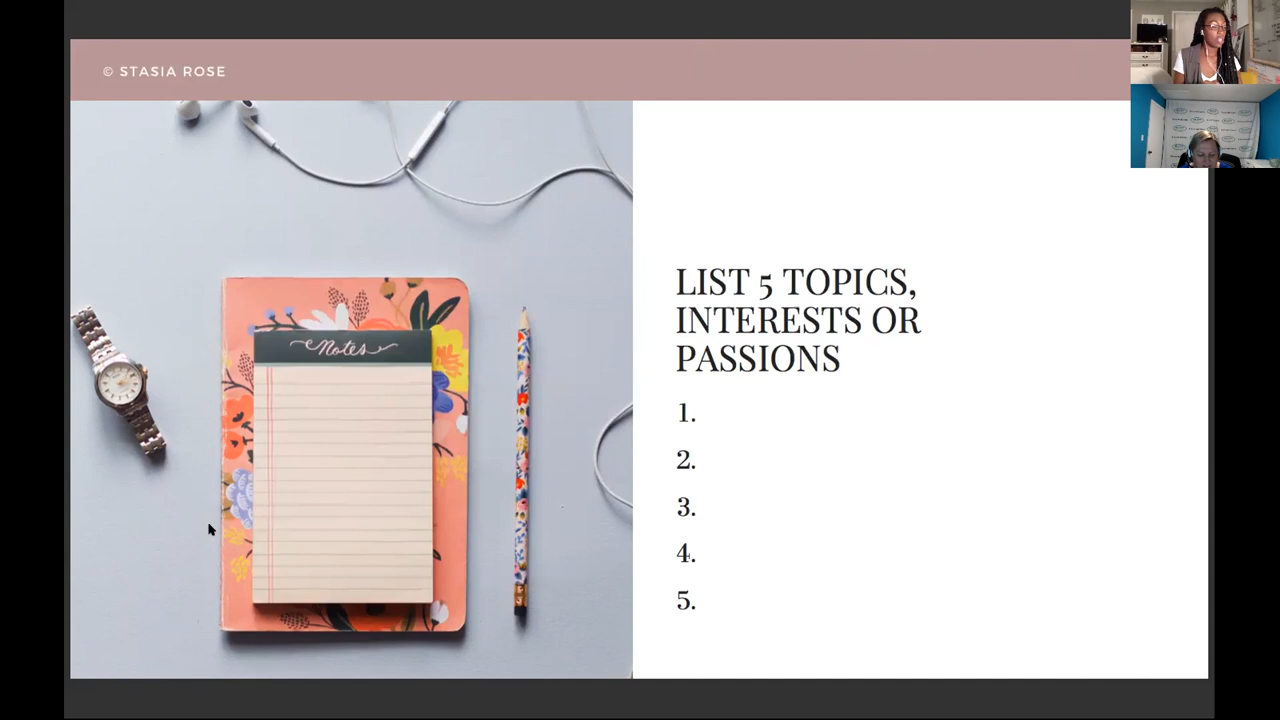 © STASIA ROSE
Notes
LIST 5 TOPICS,
INTERESTS OR
PASSIONS
1.
2.
3.
4.
5.